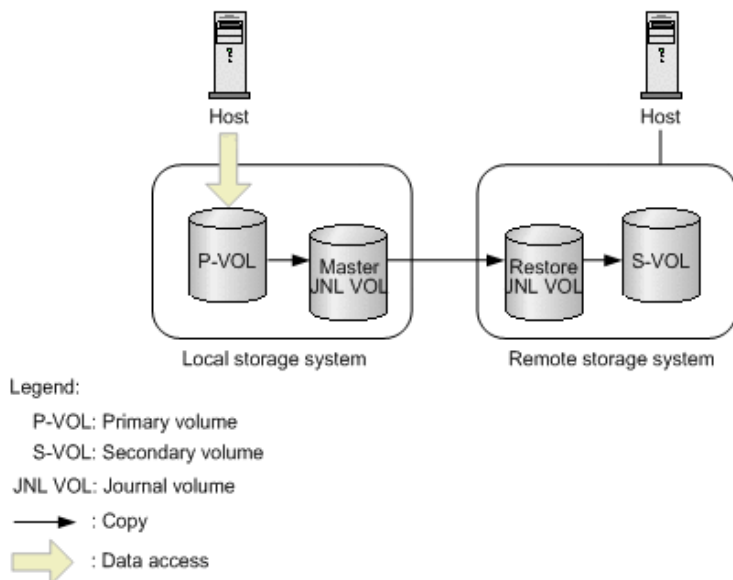 Host
Host
P-VOL
Master
JNL VOL
Restore
JNL VOL
S-VOL
Local storage system
Remote storage system
Legend:
P-VOL: Primary volume
S-VOL: Secondary volume
JNL VOL: Journal volume
: Copy
: Data access